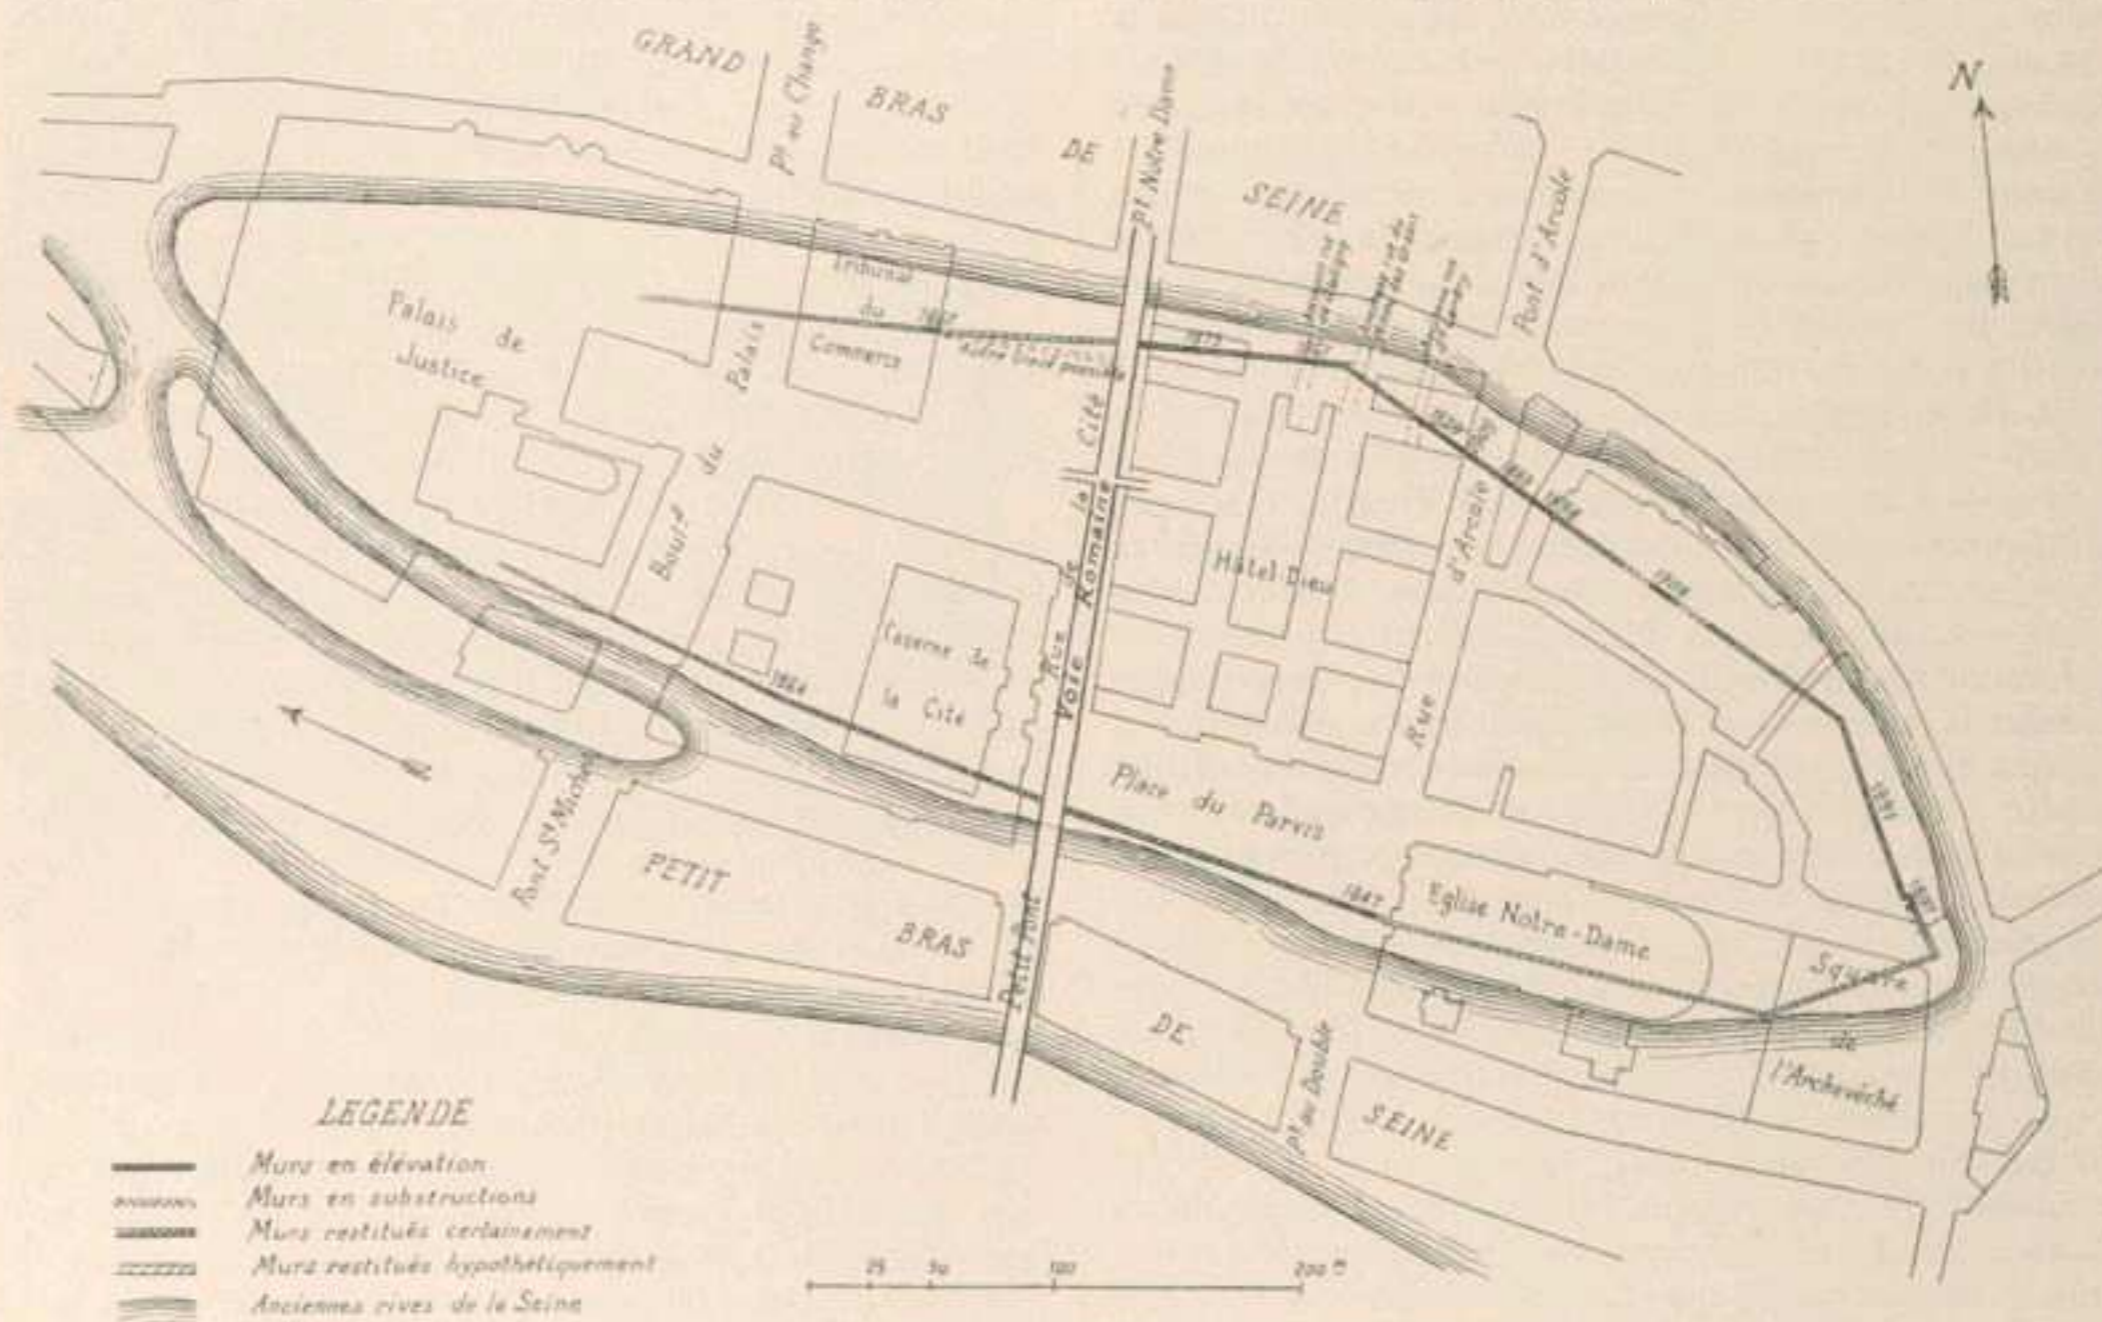 GRAND
BRAS
DE
SEINE
N
Pt au Change
Pt Notre Dame
Pont d'Arcole
Palais de
Justice
Tribunal
du
Commerce
1877
Boulᵈ du Palais
Rue de la Cité
Voie Romaine
Hôtel-Dieu
Rue d'Arcole
Caserne de
la Cité
1864
Place du Parvis
1847
Eglise Notre-Dame
Square
de
l'Archevêché
Pont St Michel
PETIT
BRAS
DE
SEINE
Petit Pont
Pt au Double
LEGENDE
Murs en élévation
Murs en substructions
Murs restitués certainement
Murs restitués hypothétiquement
Anciennes rives de la Seine
25 50 100 200 m